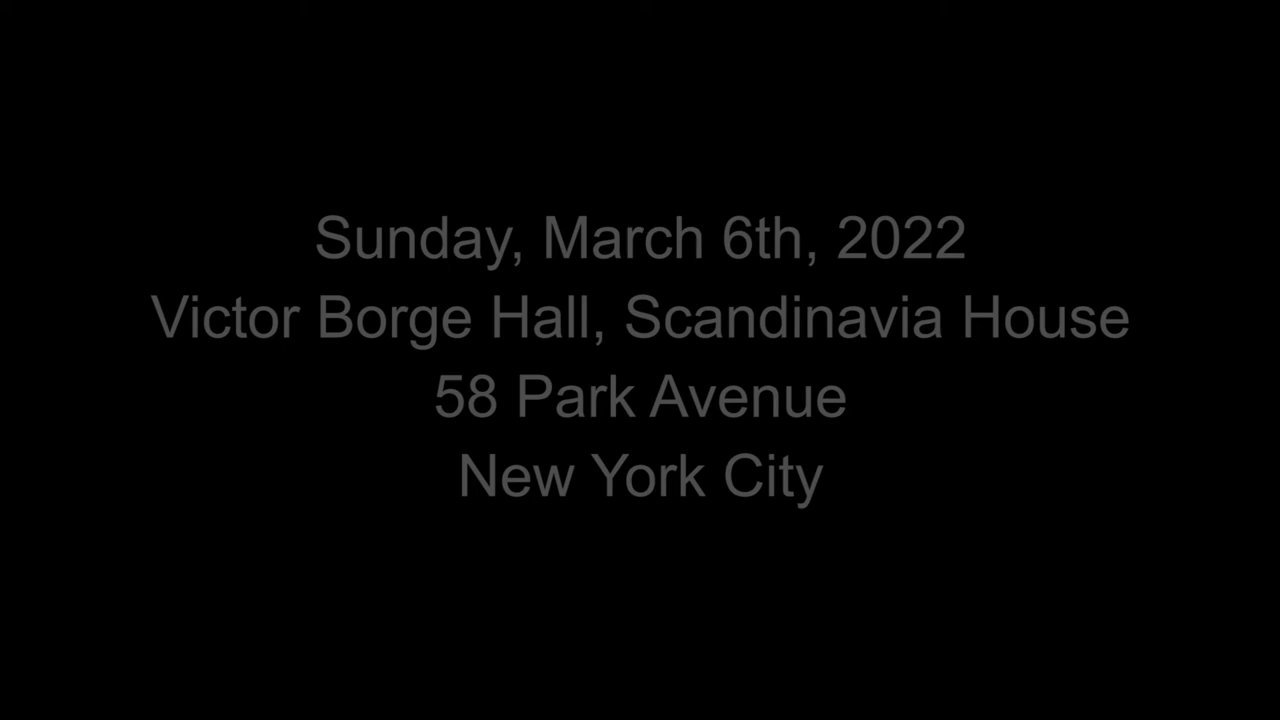 Sunday, March 6th, 2022
Victor Borge Hall, Scandinavia House
58 Park Avenue
New York City